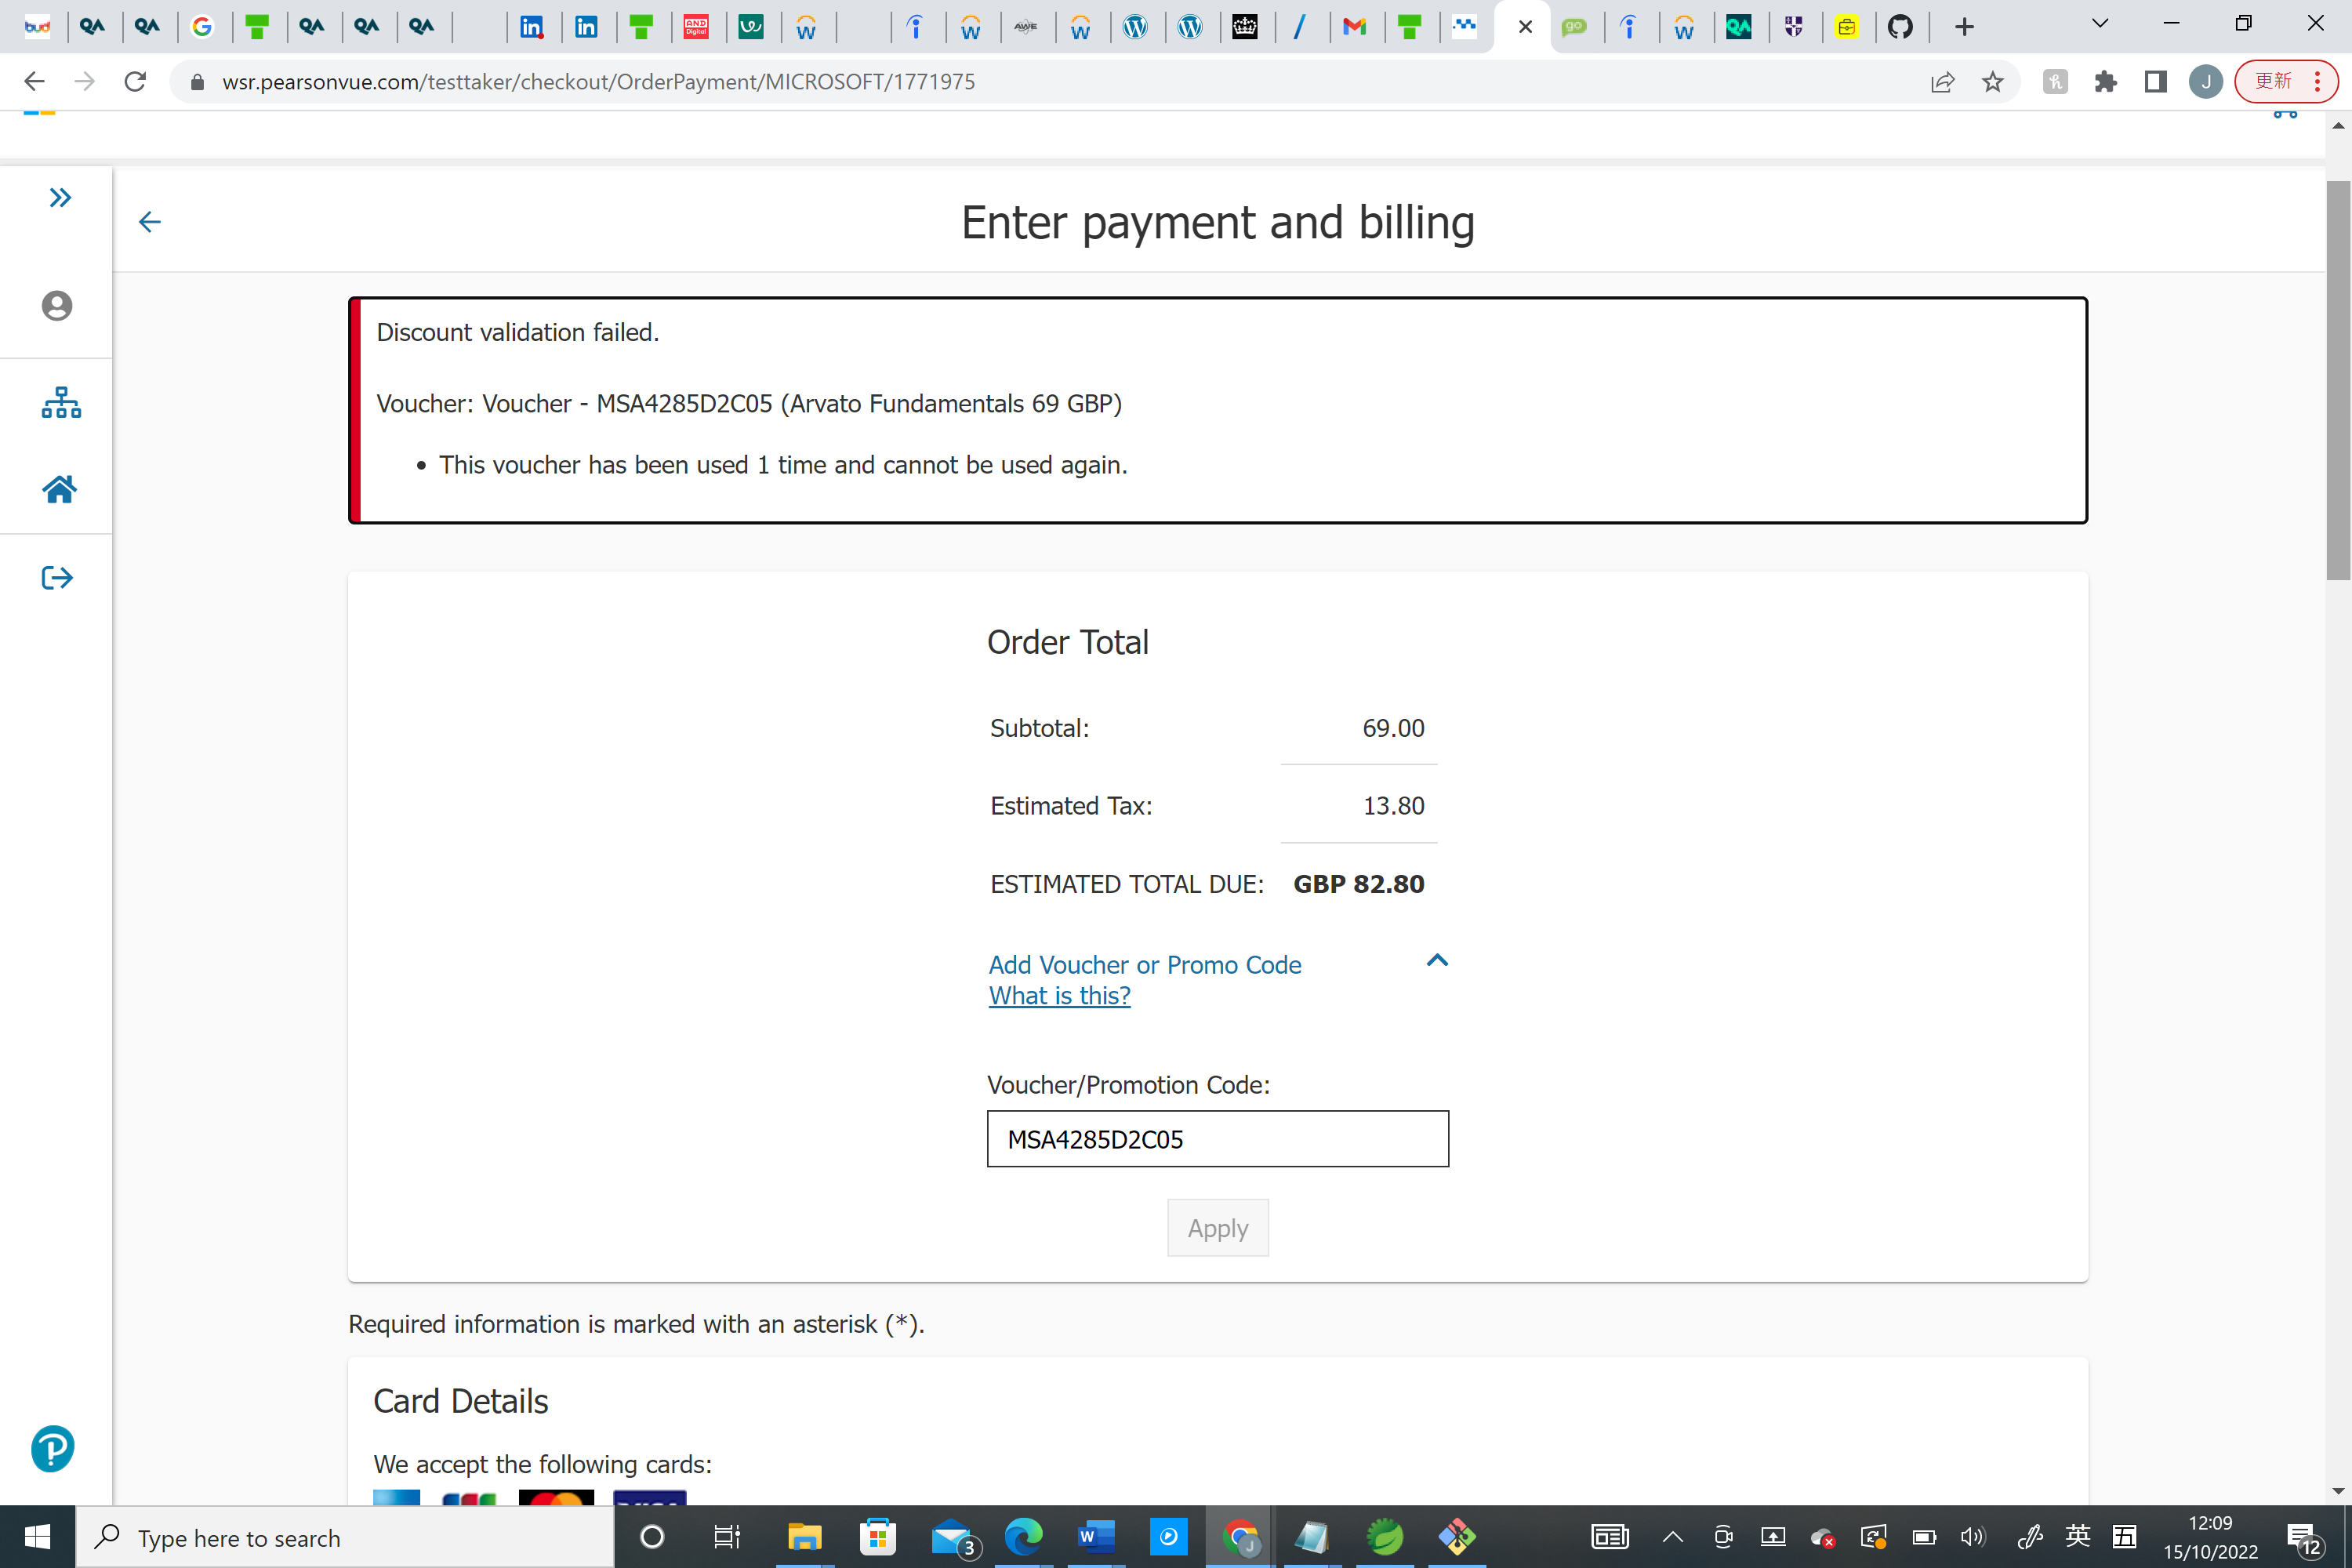 wsr.pearsonvue.com/testtaker/checkout/OrderPayment/MICROSOFT/1771975
J
更新
Enter payment and billing
Discount validation failed.
Voucher: Voucher - MSA4285D2C05 (Arvato Fundamentals 69 GBP)
• This voucher has been used 1 time and cannot be used again.
Order Total
Subtotal: 69.00
Estimated Tax: 13.80
ESTIMATED TOTAL DUE: GBP 82.80
Add Voucher or Promo Code
What is this?
Voucher/Promotion Code:
MSA4285D2C05
Apply
Required information is marked with an asterisk (*).
Card Details
We accept the following cards:
Type here to search
3
英
五
12:09
15/10/2022
12